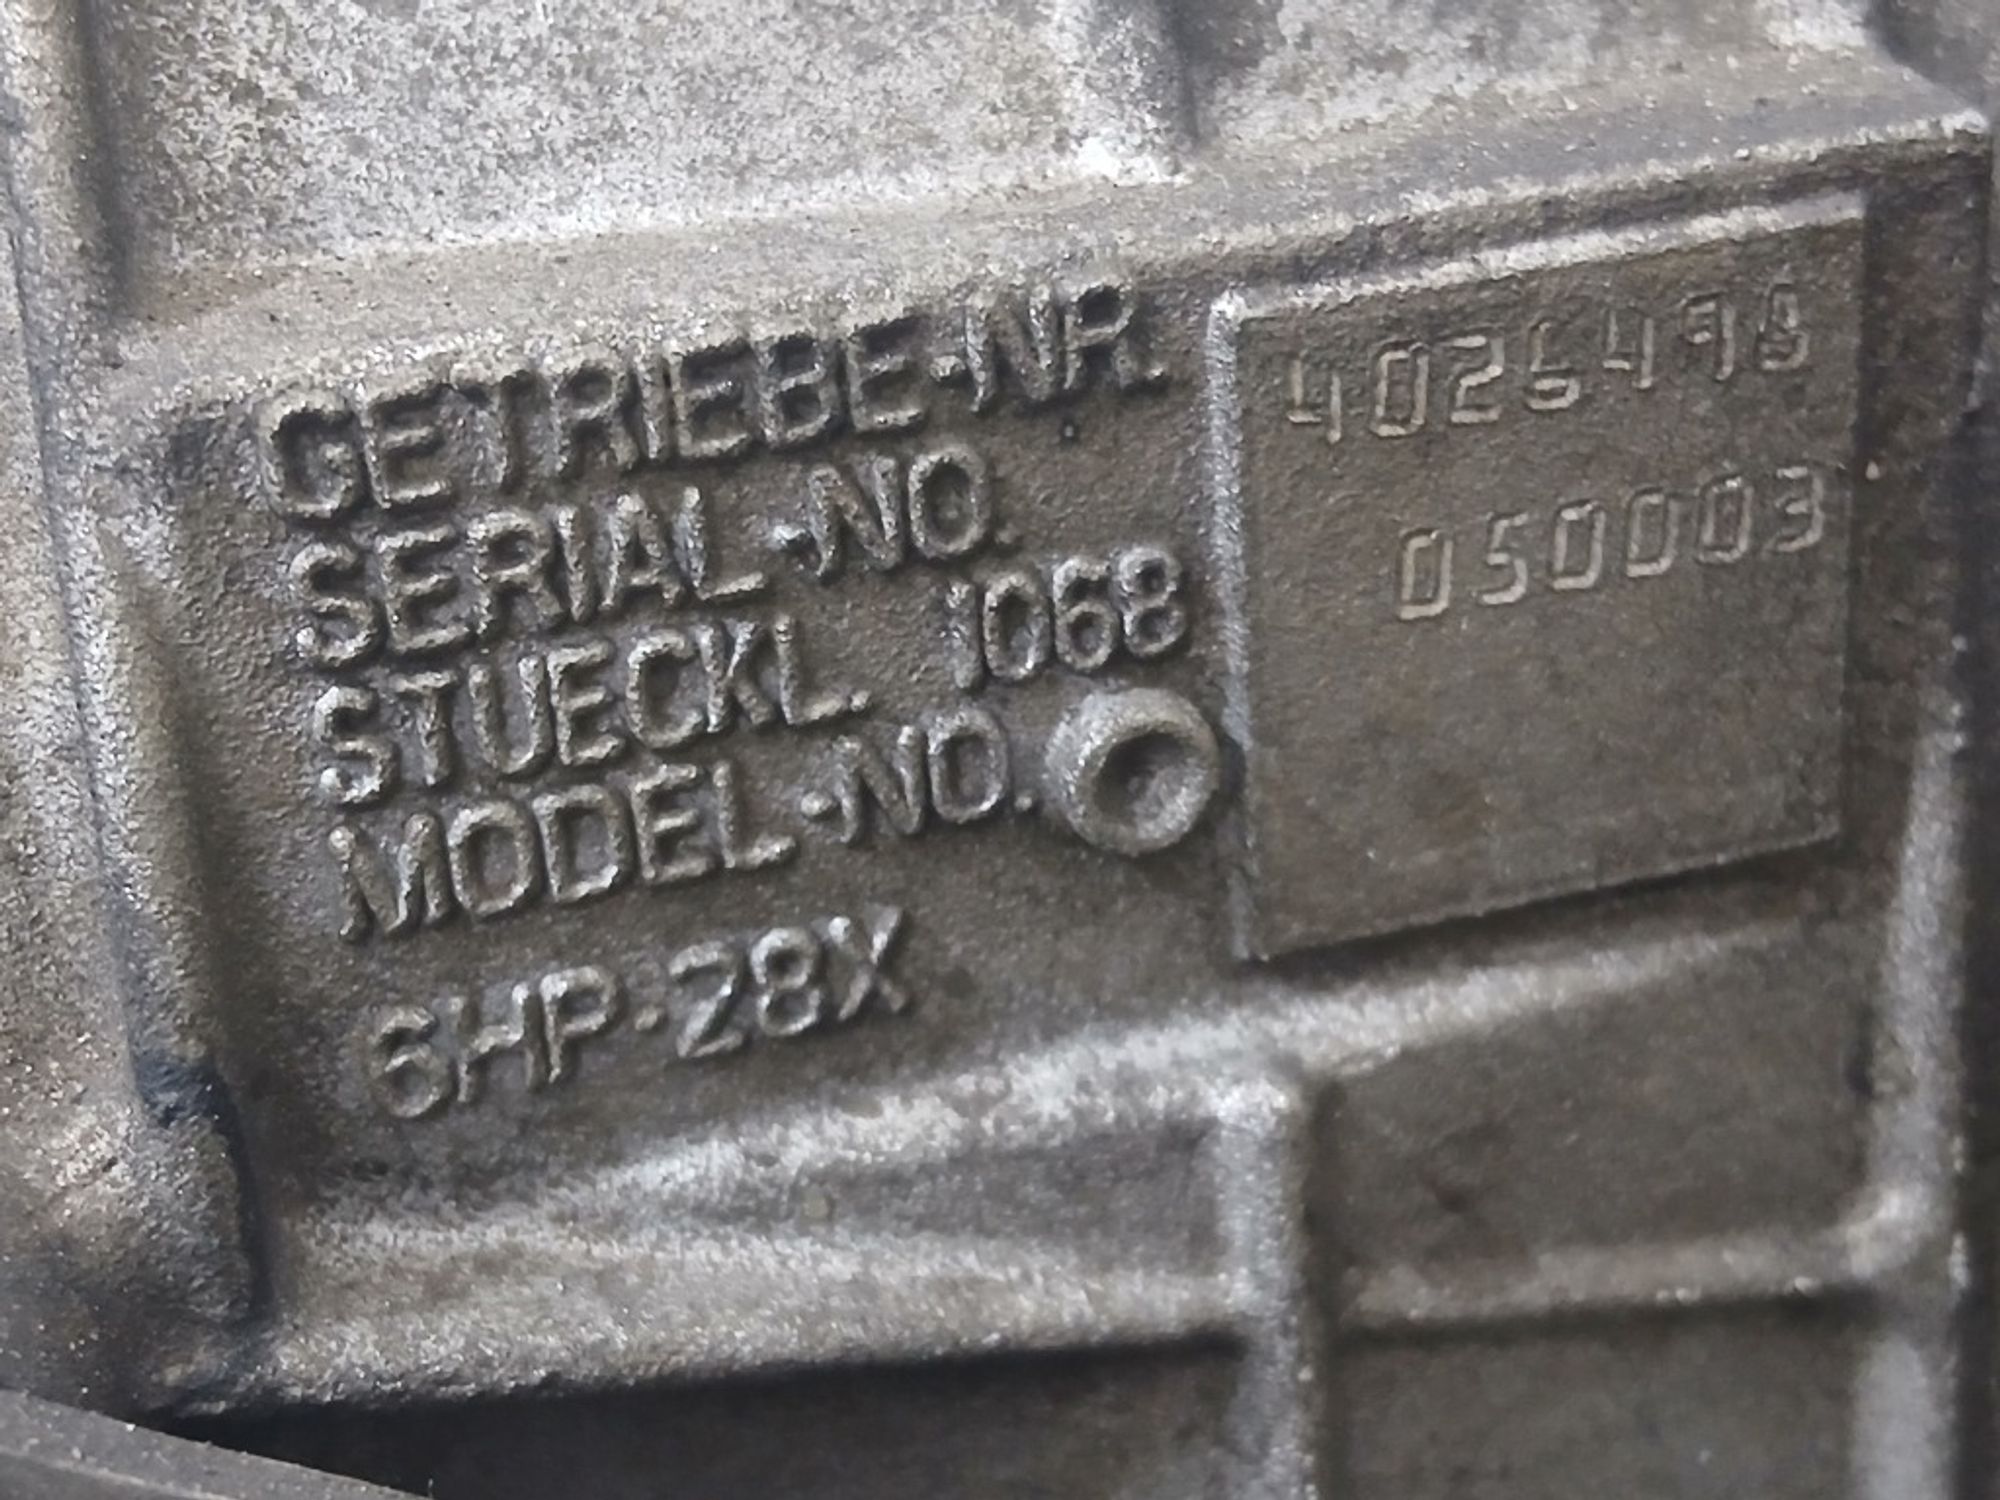 GETRIEBE-NR.
SERIAL-NO.
STUECKL. 1068
MODEL-NO.
6HP-28X
050003